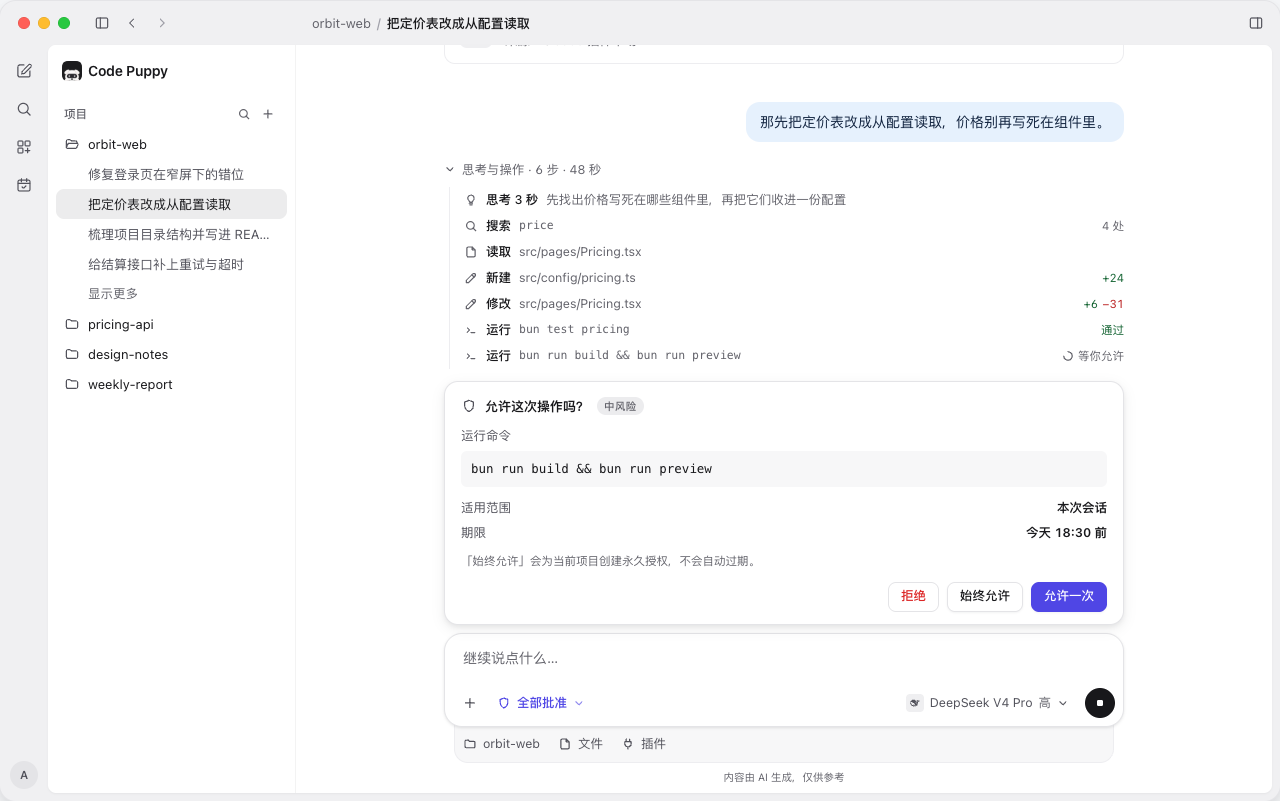 orbit-web / 把定价表改成从配置读取
Code Puppy
项目
orbit-web
修复登录页在窄屏下的错位
把定价表改成从配置读取
梳理项目目录结构并写进 REA...
给结算接口补上重试与超时
显示更多
pricing-api
design-notes
weekly-report
A
那先把定价表改成从配置读取，价格别再写死在组件里。
思考与操作 · 6 步 · 48 秒
思考 3 秒 先找出价格写死在哪些组件里，再把它们收进一份配置
搜索 price 4 处
读取 src/pages/Pricing.tsx
新建 src/config/pricing.ts +24
修改 src/pages/Pricing.tsx +6 −31
运行 bun test pricing 通过
运行 bun run build && bun run preview 等你允许
允许这次操作吗？ 中风险
运行命令
bun run build && bun run preview
适用范围 本次会话
期限 今天 18:30 前
「始终允许」会为当前项目创建永久授权，不会自动过期。
拒绝 始终允许 允许一次
继续说点什么...
全部批准 DeepSeek V4 Pro 高
orbit-web 文件 插件
内容由 AI 生成，仅供参考